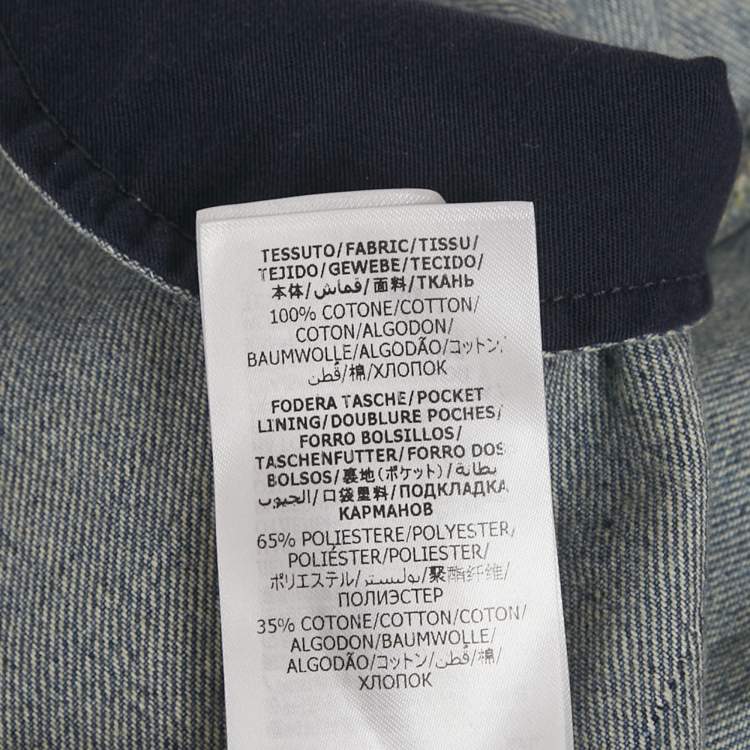 TESSUTO/FABRIC/TISSU/
TEJIDO/GEWEBE/TECIDO/
本体/قماش/面料/ТКАНЬ
100% COTONE/COTTON/
COTON/ALGODON/
BAUMWOLLE/ALGODÃO/コットン/
قُطن/棉/ХЛОПОК
FODERA TASCHE/POCKET
LINING/DOUBLURE POCHES/
FORRO BOLSILLOS/
TASCHENFUTTER/FORRO DOS
BOLSOS/裏地(ポケット)/بطانة
الجيوب/口袋里料/ПОДКЛАДКА
КАРМАНОВ
65% POLIESTERE/POLYESTER/
POLIÉSTER/POLIESTER/
ポリエステル/بوليستر/聚酯纤维/
ПОЛИЭСТЕР
35% COTONE/COTTON/COTON/
ALGODON/BAUMWOLLE/
ALGODÃO/コットン/قُطن/棉/
ХЛОПОК